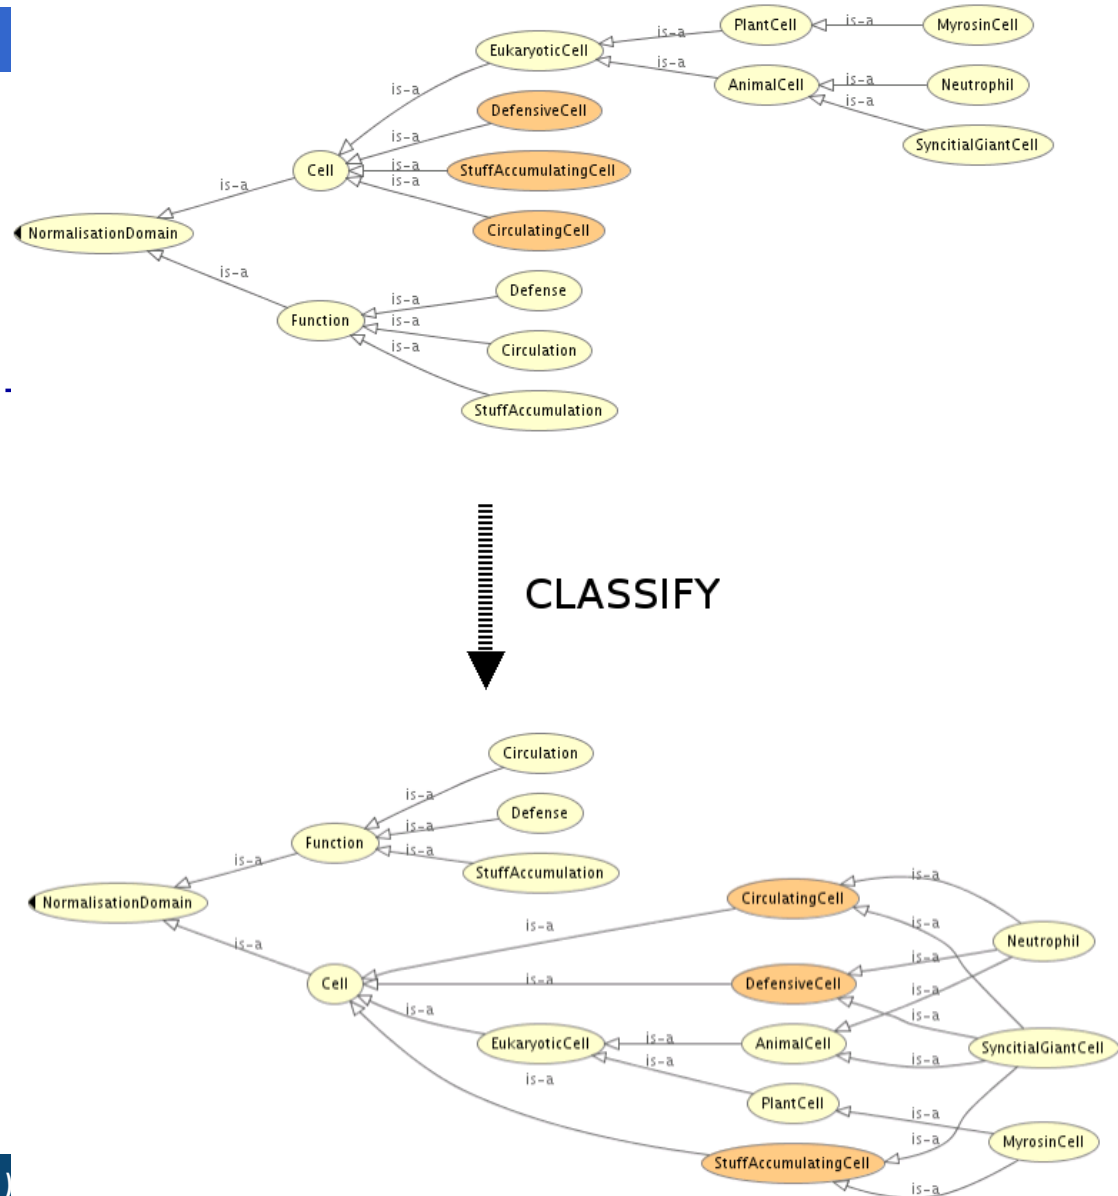 PlantCell
is-a
MyrosinCell
is-a
EukaryoticCell
is-a
AnimalCell
is-a
Neutrophil
is-a
is-a
DefensiveCell
is-a
SyncitialGiantCell
Cell
is-a
StuffAccumulatingCell
is-a
is-a
CirculatingCell
NormalisationDomain
is-a
Defense
is-a
Function
is-a
Circulation
is-a
StuffAccumulation
CLASSIFY
Circulation
is-a
Defense
is-a
Function
is-a
StuffAccumulation
is-a
NormalisationDomain
is-a
CirculatingCell
is-a
is-a
is-a
Neutrophil
is-a
Cell
is-a
DefensiveCell
is-a
is-a
is-a
EukaryoticCell
is-a
AnimalCell
SyncitialGiantCell
is-a
is-a
is-a
PlantCell
is-a
is-a
MyrosinCell
StuffAccumulatingCell
is-a